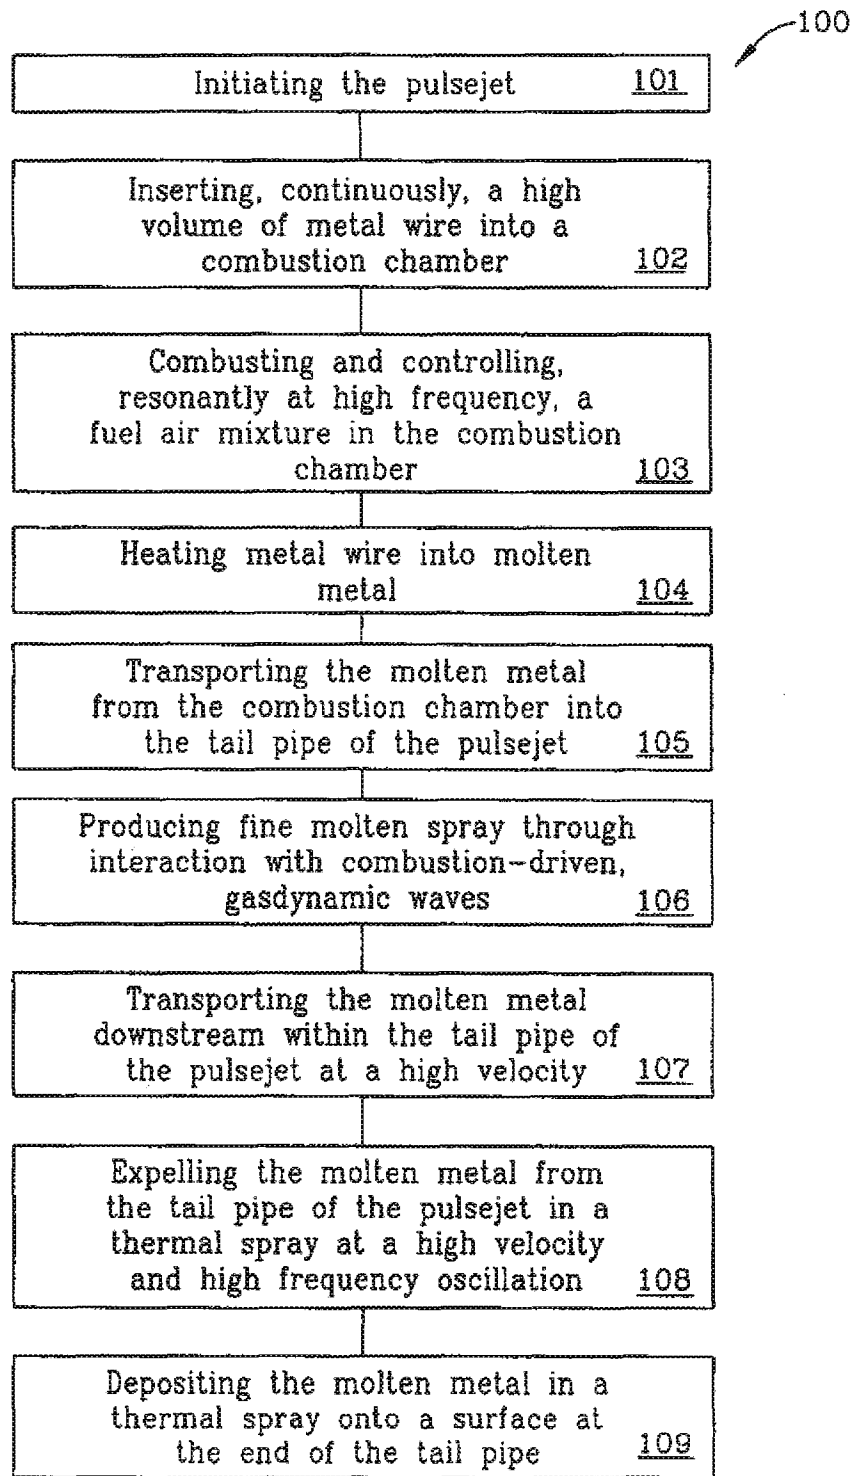 100
Initiating the pulsejet 101
Inserting, continuously, a high
volume of metal wire into a
combustion chamber 102
Combusting and controlling,
resonantly at high frequency, a
fuel air mixture in the combustion
chamber 103
Heating metal wire into molten
metal 104
Transporting the molten metal
from the combustion chamber into
the tail pipe of the pulsejet 105
Producing fine molten spray through
interaction with combustion-driven,
gasdynamic waves 106
Transporting the molten metal
downstream within the tail pipe of
the pulsejet at a high velocity 107
Expelling the molten metal from
the tail pipe of the pulsejet in a
thermal spray at a high velocity
and high frequency oscillation 108
Depositing the molten metal in a
thermal spray onto a surface at
the end of the tail pipe 109